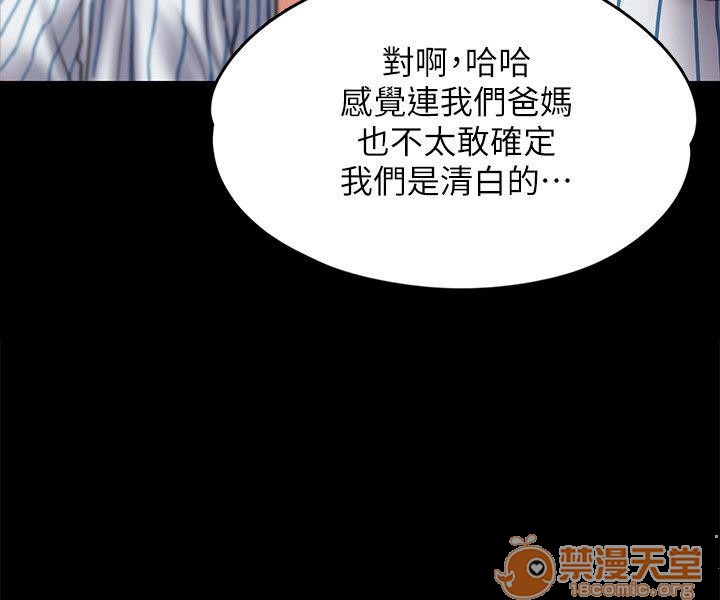 對啊，哈哈
感覺連我們爸媽
也不太敢確定
我們是清白的…
禁漫天堂
18comic.org